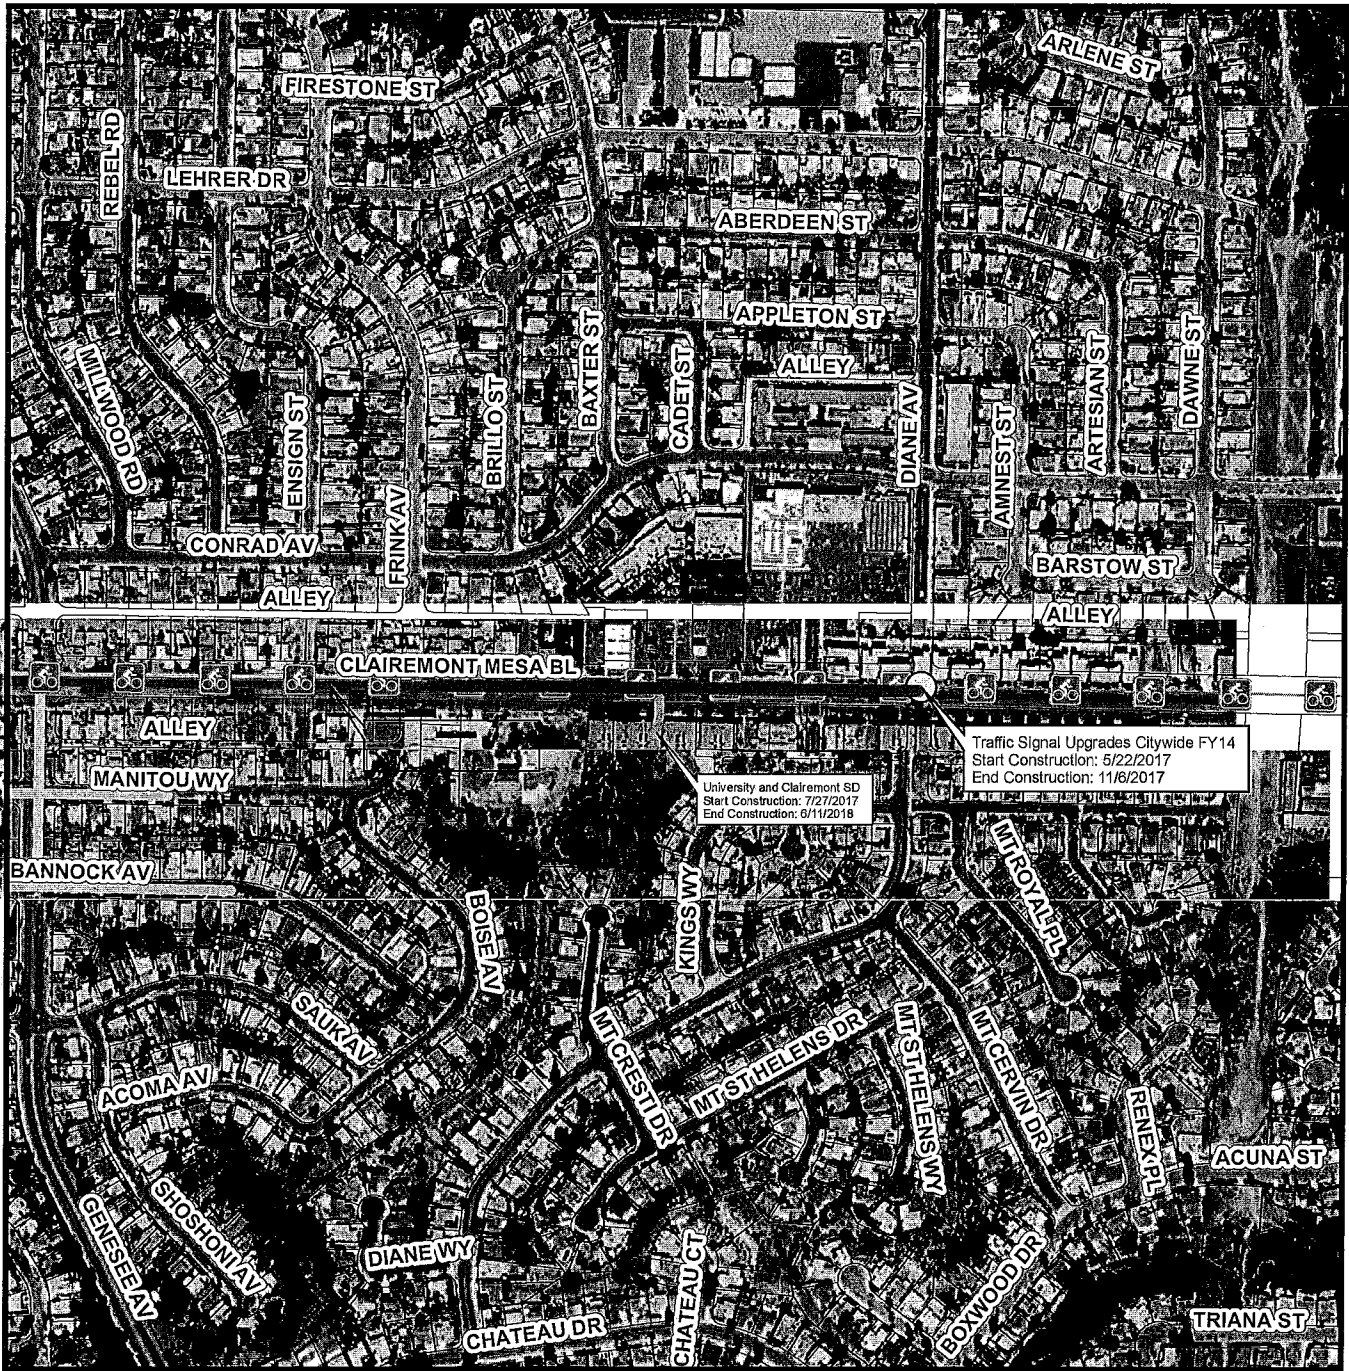 ARLENE ST
FIRESTONE ST
REBEL RD
LEHRER DR
ABERDEEN ST
APPLETON ST
ALLEY
MILLWOOD RD
ENSIGN ST
BRILLO ST
BAXTER ST
CADET ST
DIANE AV
AMNEST ST
ARTESIAN ST
DAWNE ST
FRINK AV
CONRAD AV
BARSTOW ST
ALLEY
ALLEY
CLAIREMONT MESA BL
ALLEY
Traffic Signal Upgrades Citywide FY14
Start Construction: 5/22/2017
End Construction: 11/6/2017
MANITOU WY
University and Clairemont SD
Start Construction: 7/27/2017
End Construction: 6/11/2018
BANNOCK AV
MT ROYAL PL
KINGS WY
BOISE AV
SAUK AV
MT CRESTI DR
MT ST HELENS DR
MT ST HELENS WY
MT CERVIN DR
ACOMA AV
RENEX PL
ACUNA ST
GENESEE AV
SHOSHONI AV
DIANE WY
CHATEAU CT
BOXWOOD DR
CHATEAU DR
TRIANA ST